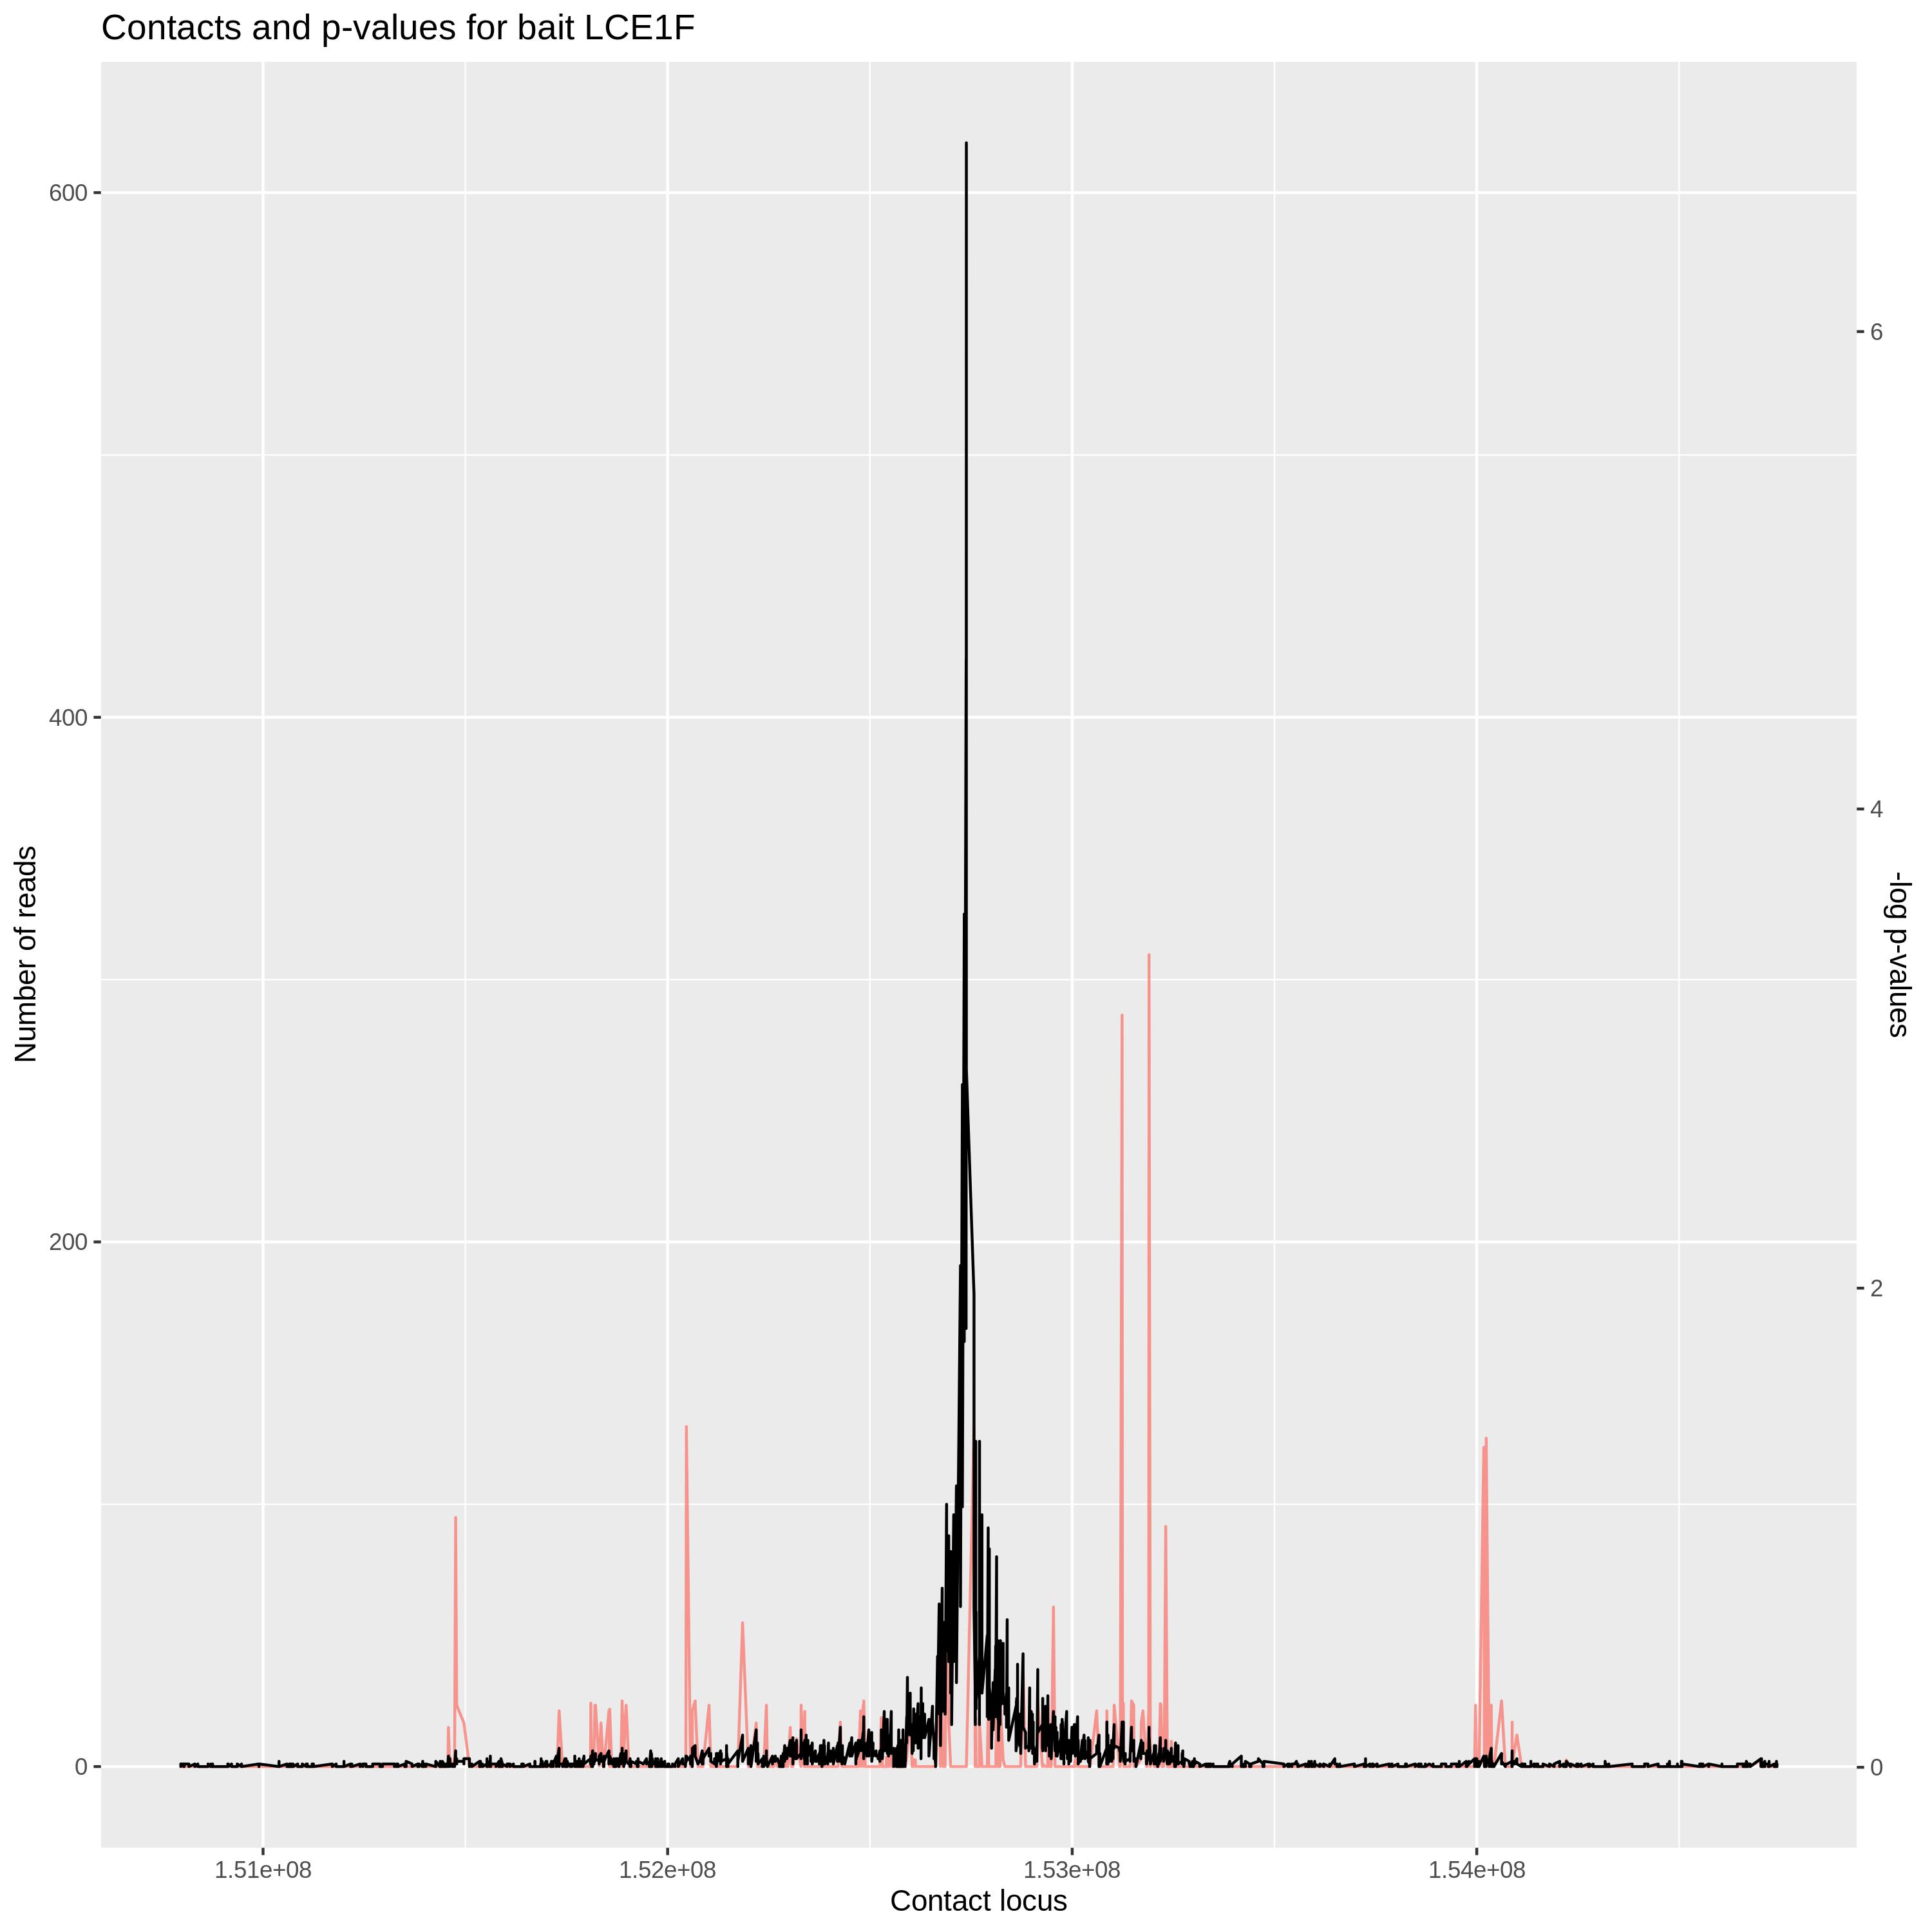 Contacts and p-values for bait LCE1F
600
400
200
0
Number of reads
6
4
2
0
-log p-values
1.51e+08
1.52e+08
1.53e+08
1.54e+08
Contact locus